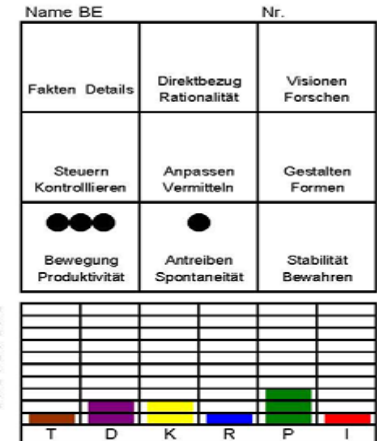 Name BE Nr.
Fakten Details Direktbezug Rationalität Visionen Forschen
Steuern Kontrolllieren Anpassen Vermitteln Gestalten Formen
Bewegung Produktivität Antreiben Spontaneität Stabilität Bewahren
T D K R P I